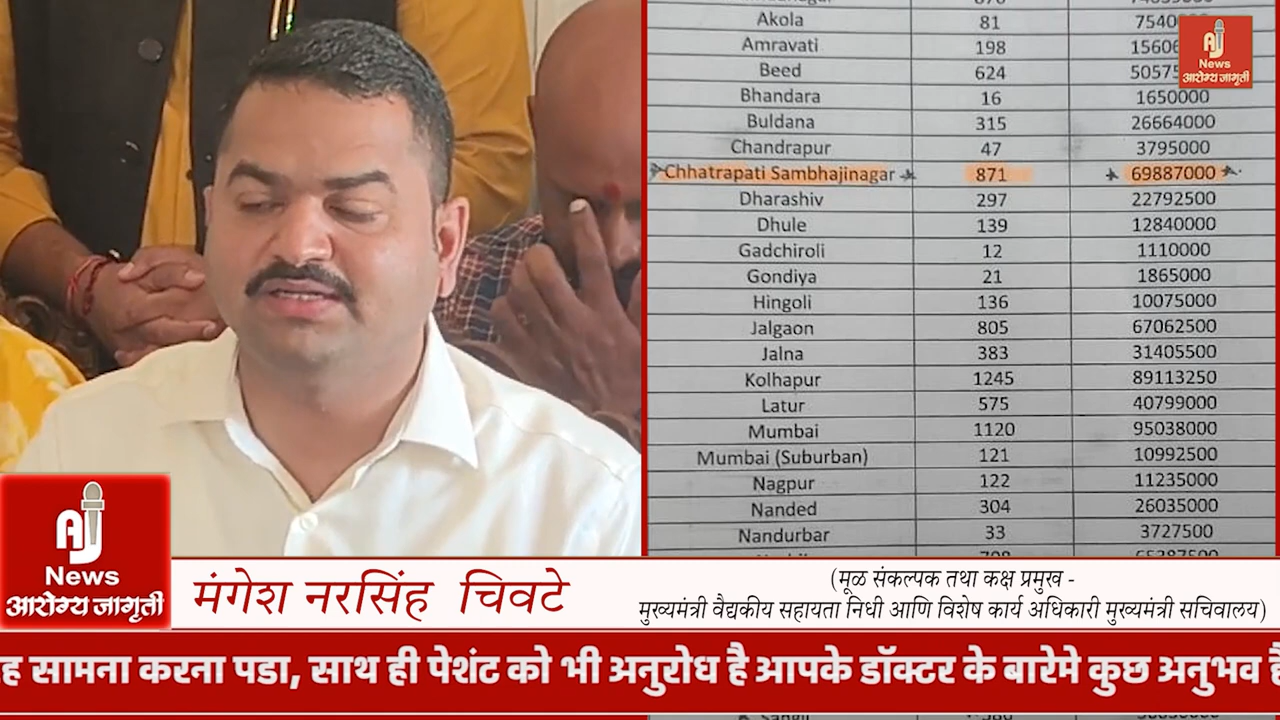 Akola 81 7540
Amravati 198 15606
Beed 624 50575
Bhandara 16 1650000
Buldana 315 26664000
Chandrapur 47 3795000
Chhatrapati Sambhajinagar 871 69887000
Dharashiv 297 22792500
Dhule 139 12840000
Gadchiroli 12 1110000
Gondiya 21 1865000
Hingoli 136 10075000
Jalgaon 805 67062500
Jalna 383 31405500
Kolhapur 1245 89113250
Latur 575 40799000
Mumbai 1120 95038000
Mumbai (Suburban) 121 10992500
Nagpur 122 11235000
Nanded 304 26035000
Nandurbar 33 3727500
AJ
News
आरोग्य जागृती
AJ
News
आरोग्य जागृती
मंगेश नरसिंह चिवटे
(मूळ संकल्पक तथा कक्ष प्रमुख -
मुख्यमंत्री वैद्यकीय सहायता निधी आणि विशेष कार्य अधिकारी मुख्यमंत्री सचिवालय)
सामना करना पडा, साथ ही पेशंट को भी अनुरोध है आपके डॉक्टर के बारेमे कुछ अनुभव